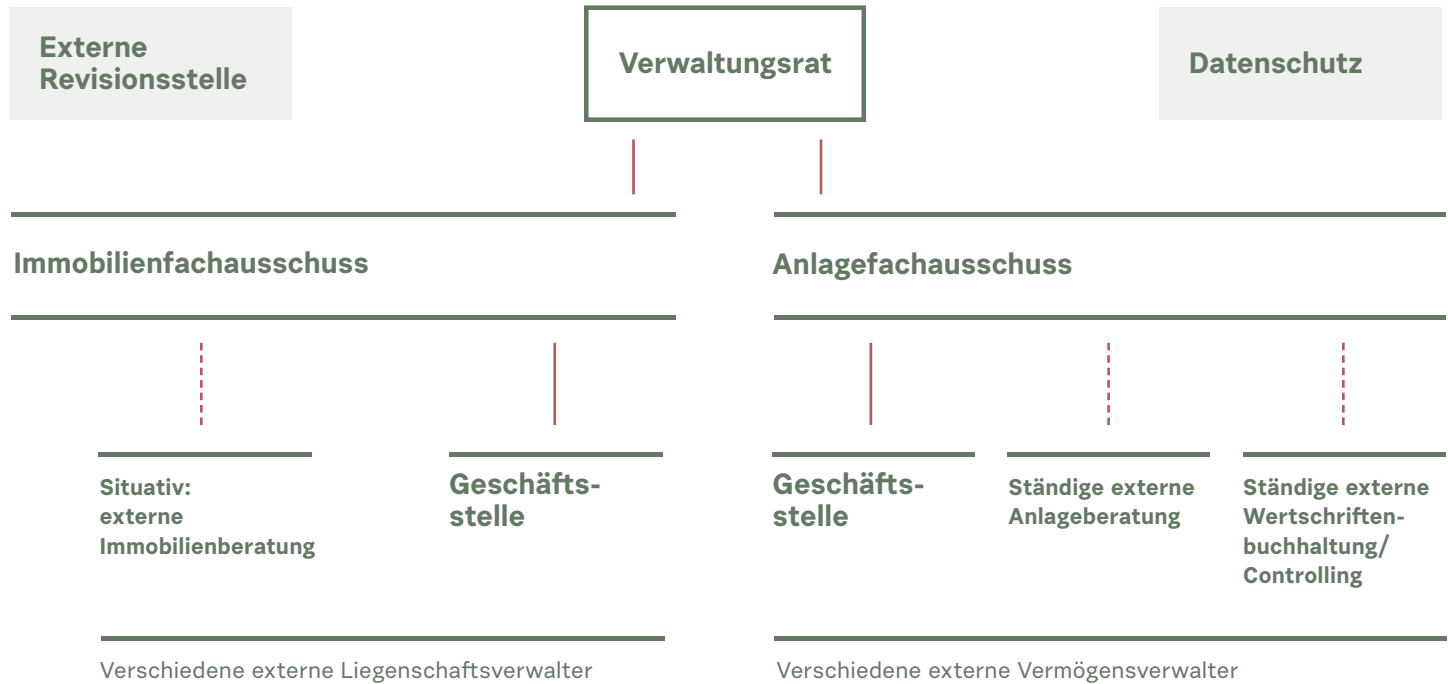 Externe
Revisionsstelle
Verwaltungsrat
Datenschutz
Immobilienfachausschuss
Anlagefachausschuss
Situativ:
externe
Immobilienberatung
Geschäfts-
stelle
Geschäfts-
stelle
Ständige externe
Anlageberatung
Ständige externe
Wertschriften-
buchhaltung/
Controlling
Verschiedene externe Liegenschaftsverwalter
Verschiedene externe Vermögensverwalter